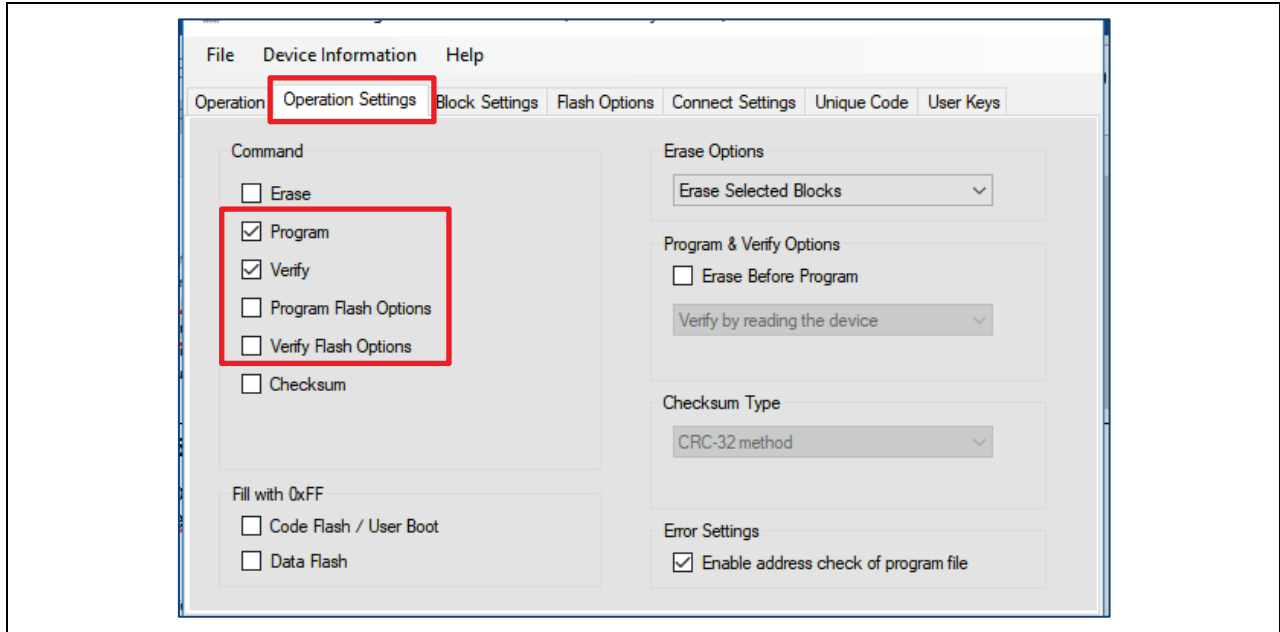 File Device Information Help
Operation Operation Settings Block Settings Flash Options Connect Settings Unique Code User Keys
Command
Erase
Program
Verify
Program Flash Options
Verify Flash Options
Checksum
Fill with 0xFF
Code Flash / User Boot
Data Flash
Erase Options
Erase Selected Blocks
Program & Verify Options
Erase Before Program
Verify by reading the device
Checksum Type
CRC-32 method
Error Settings
Enable address check of program file